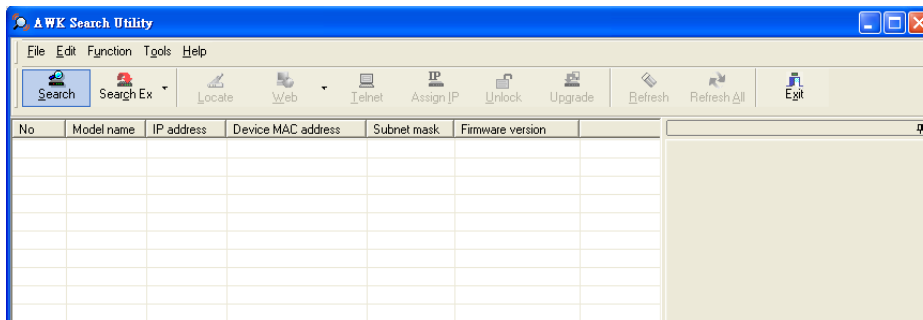 AWK Search Utility
File Edit Function Tools Help
Search Search Ex Locate Web Telnet IP Assign IP Unlock Upgrade Refresh Refresh All Exit
No Model name IP address Device MAC address Subnet mask Firmware version